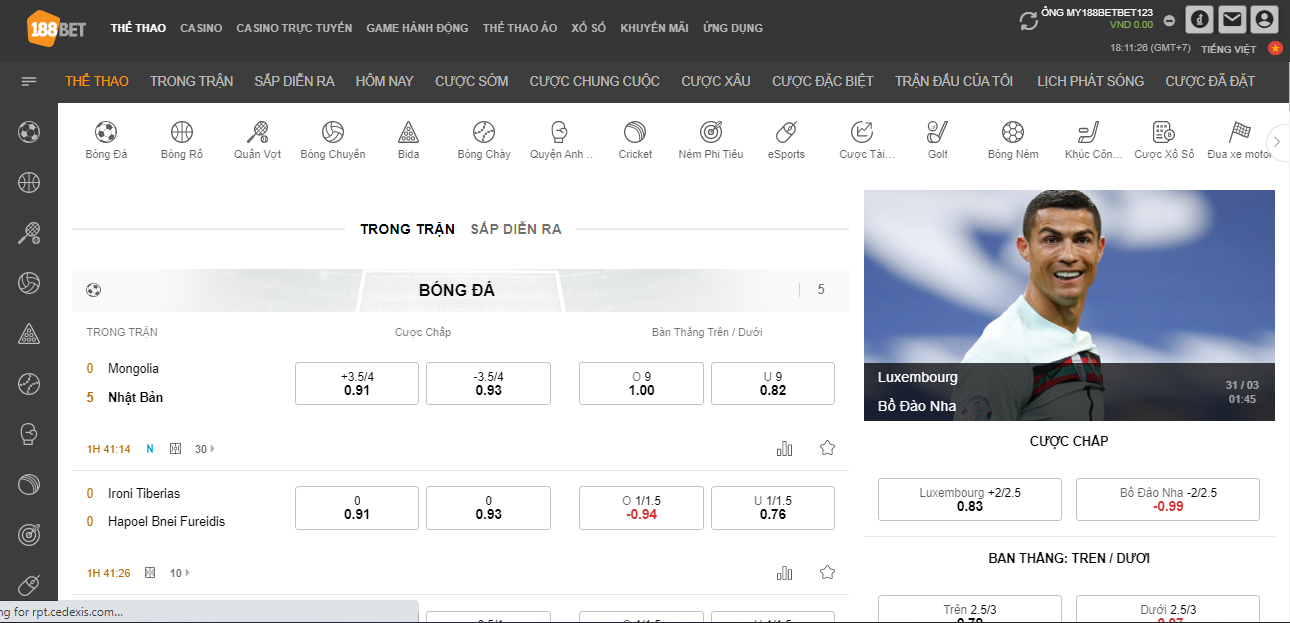 188BET THỂ THAO CASINO CASINO TRỰC TUYẾN GAME HÀNH ĐỘNG THỂ THAO ẢO XỔ SỐ KHUYẾN MÃI ỨNG DỤNG
ÔNG MY188BETBET123
VND 0.00
18:11:26 (GMT+7) TIẾNG VIỆT
THỂ THAO TRONG TRẬN SẮP DIỄN RA HÔM NAY CƯỢC SỚM CƯỢC CHUNG CUỘC CƯỢC XÂU CƯỢC ĐẶC BIỆT TRẬN ĐẤU CỦA TÔI LỊCH PHÁT SÓNG CƯỢC ĐÃ ĐẶT
Bóng Đá Bóng Rổ Quần Vợt Bóng Chuyền Bida Bóng Chày Quyện Anh ... Cricket Ném Phi Tiêu eSports Cược Tài... Golf Bóng Ném Khúc Côn... Cược Xổ Số Đua xe motor
TRONG TRẬN SẮP DIỄN RA
BÓNG ĐÁ 5
TRONG TRẬN Cược Chấp Bàn Thắng Trên / Dưới
0 Mongolia
5 Nhật Bản
+3.5/4 -3.5/4 O 9 U 9
0.91 0.93 1.00 0.82
1H 41:14 N 30
0 Ironi Tiberias
0 Hapoel Bnei Fureidis
0 0 O 1/1.5 U 1/1.5
0.91 0.93 -0.94 0.76
1H 41:26 10
ng for rpt.cedexis.com...
Luxembourg
Bồ Đào Nha
31 / 03
01:45
CƯỢC CHẤP
Luxembourg +2/2.5 Bồ Đào Nha -2/2.5
0.83 -0.99
BÀN THẮNG: TRÊN / DƯỚI
Trên 2.5/3 Dưới 2.5/3